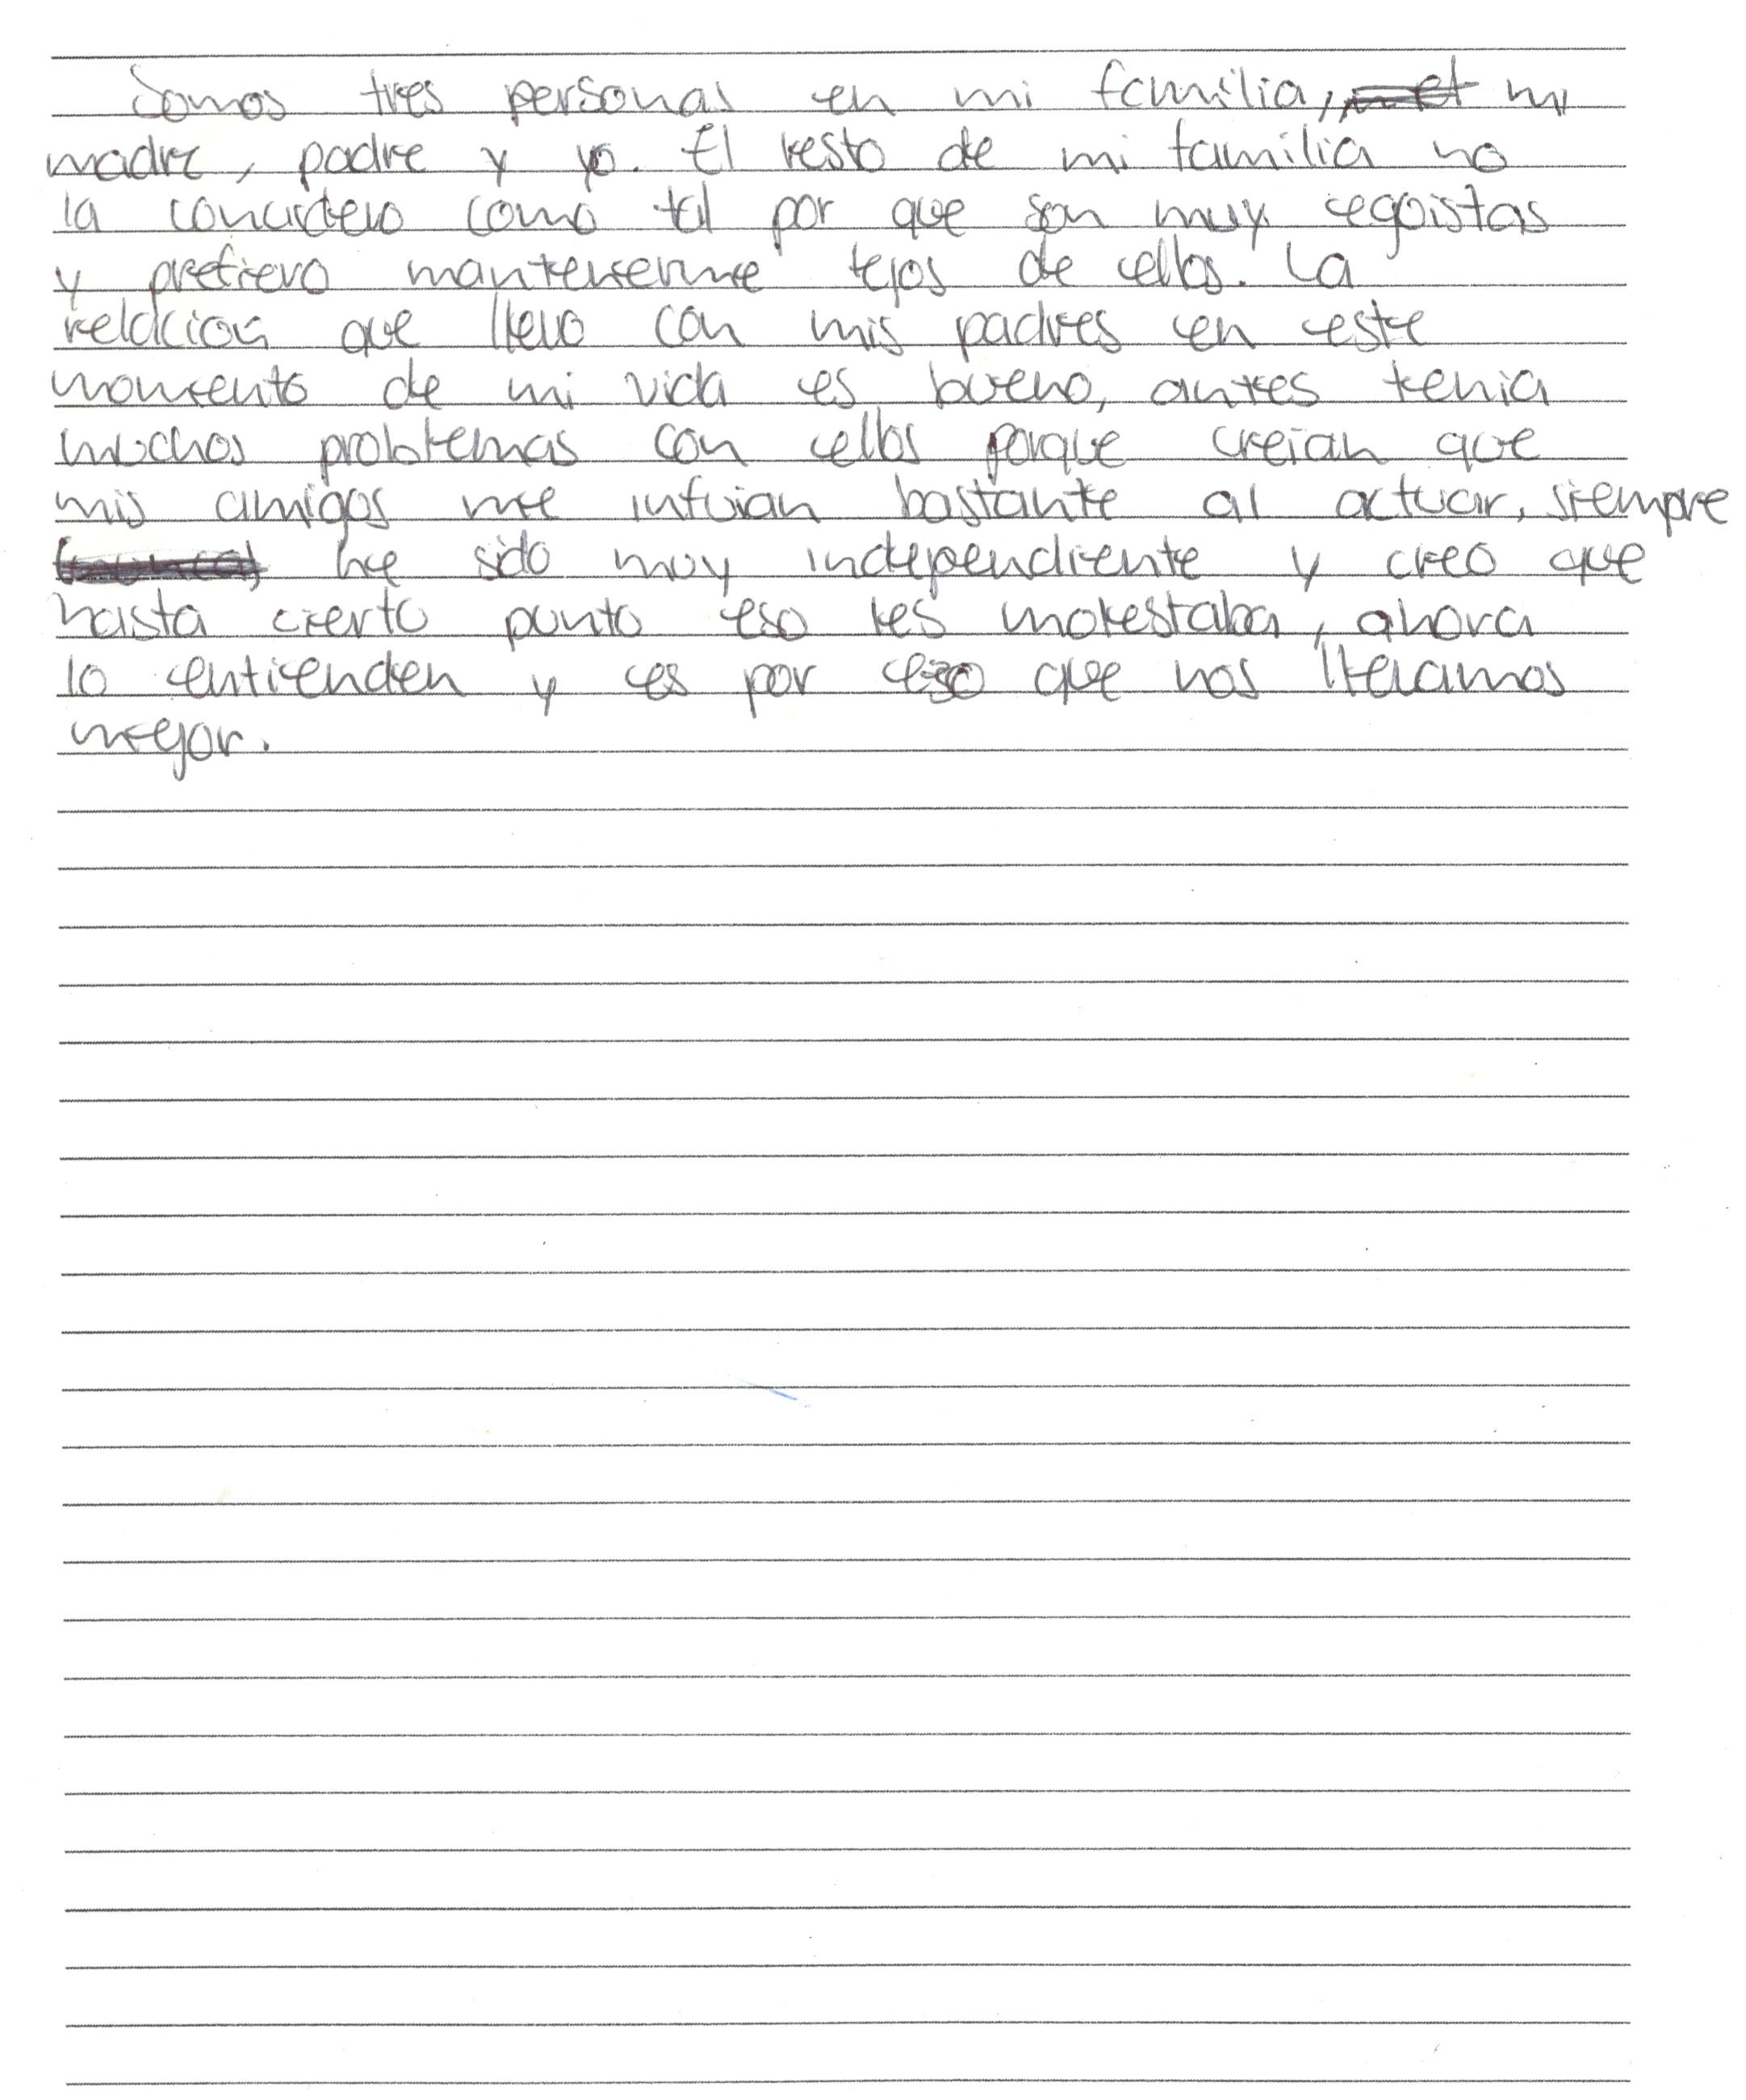 Somos tres personas en mi familia, mi
madre, padre y yo. El resto de mi familia no
la concidero como tal por que son muy egoistas
y prefiero mantenerme lejos de ellos. La
relacion que llevo con mis padres en este
momento de mi vida es bueno, antes tenia
muchos problemas con ellos porque creian que
mis amigos me infuian bastante al actuar, siempre
he sido muy independiente y creo que
hasta cierto punto eso les molestaba, ahora
lo entienden y es por eso que nos llevamos
mejor.